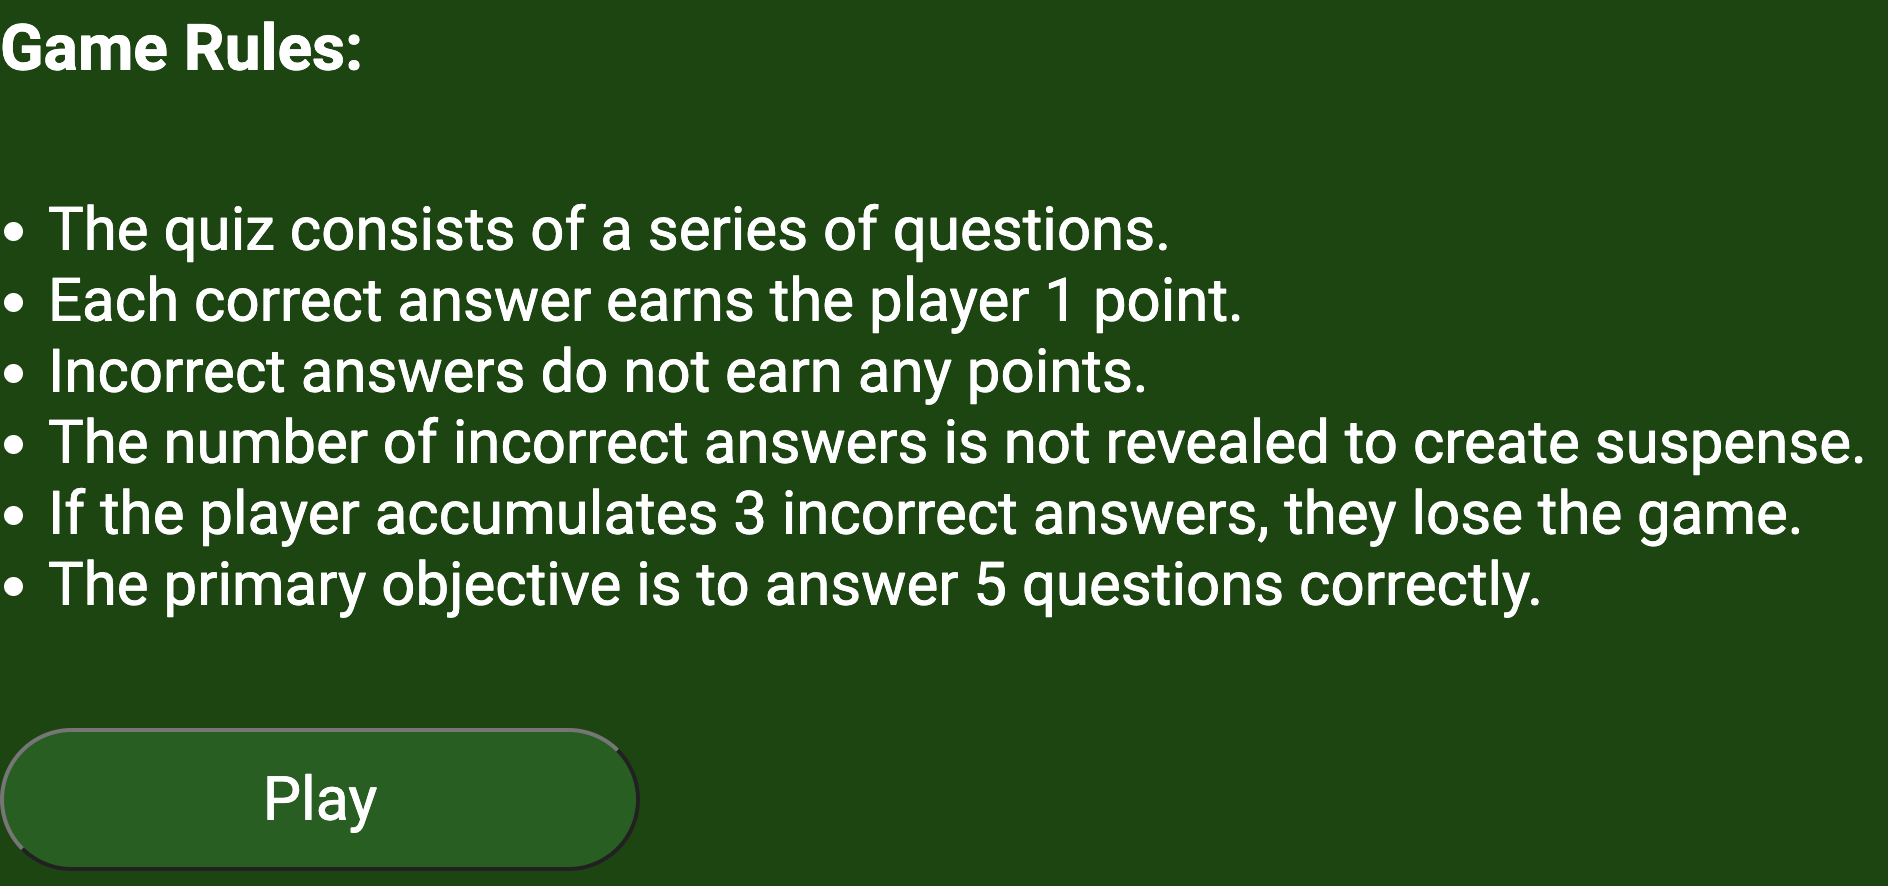 Game Rules:
• The quiz consists of a series of questions.
• Each correct answer earns the player 1 point.
• Incorrect answers do not earn any points.
• The number of incorrect answers is not revealed to create suspense.
• If the player accumulates 3 incorrect answers, they lose the game.
• The primary objective is to answer 5 questions correctly.
Play